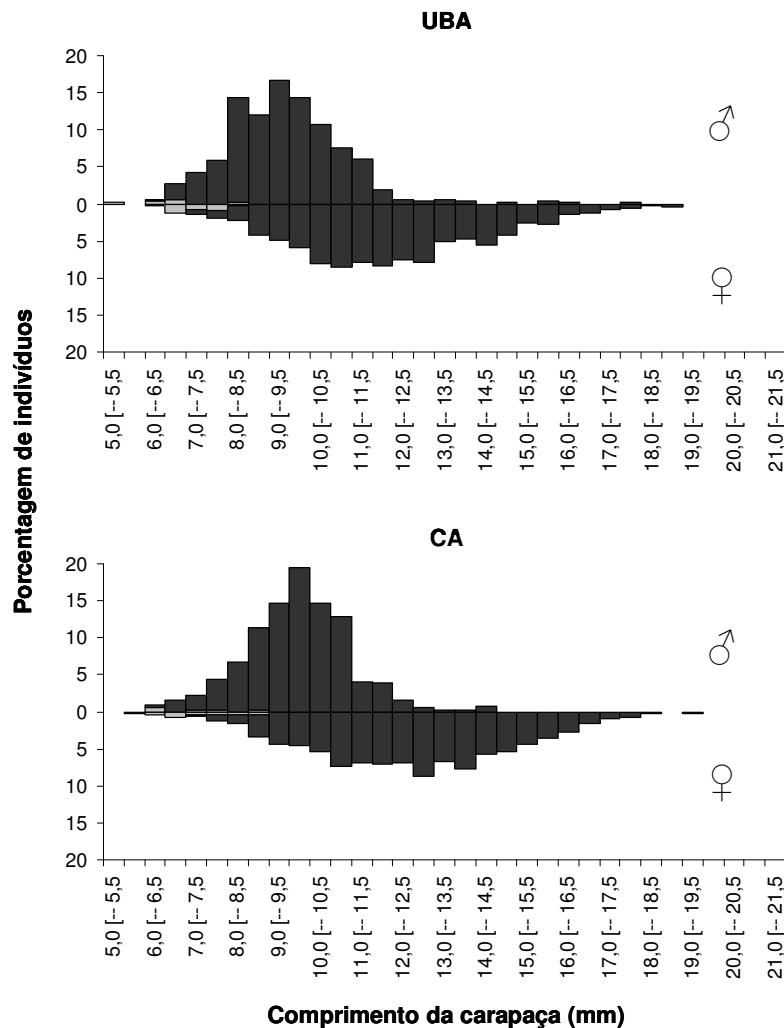 UBA
20
15
10
5
0
5
10
15
20
♂
♀
5,0 [-- 5,5
6,0 [-- 6,5
7,0 [-- 7,5
8,0 [-- 8,5
9,0 [-- 9,5
10,0 [-- 10,5
11,0 [-- 11,5
12,0 [-- 12,5
13,0 [-- 13,5
14,0 [-- 14,5
15,0 [-- 15,5
16,0 [-- 16,5
17,0 [-- 17,5
18,0 [-- 18,5
19,0 [-- 19,5
20,0 [-- 20,5
21,0 [-- 21,5
Porcentagem de indivíduos
CA
20
15
10
5
0
5
10
15
20
♂
♀
5,0 [-- 5,5
6,0 [-- 6,5
7,0 [-- 7,5
8,0 [-- 8,5
9,0 [-- 9,5
10,0 [-- 10,5
11,0 [-- 11,5
12,0 [-- 12,5
13,0 [-- 13,5
14,0 [-- 14,5
15,0 [-- 15,5
16,0 [-- 16,5
17,0 [-- 17,5
18,0 [-- 18,5
19,0 [-- 19,5
20,0 [-- 20,5
21,0 [-- 21,5
Comprimento da carapaça (mm)